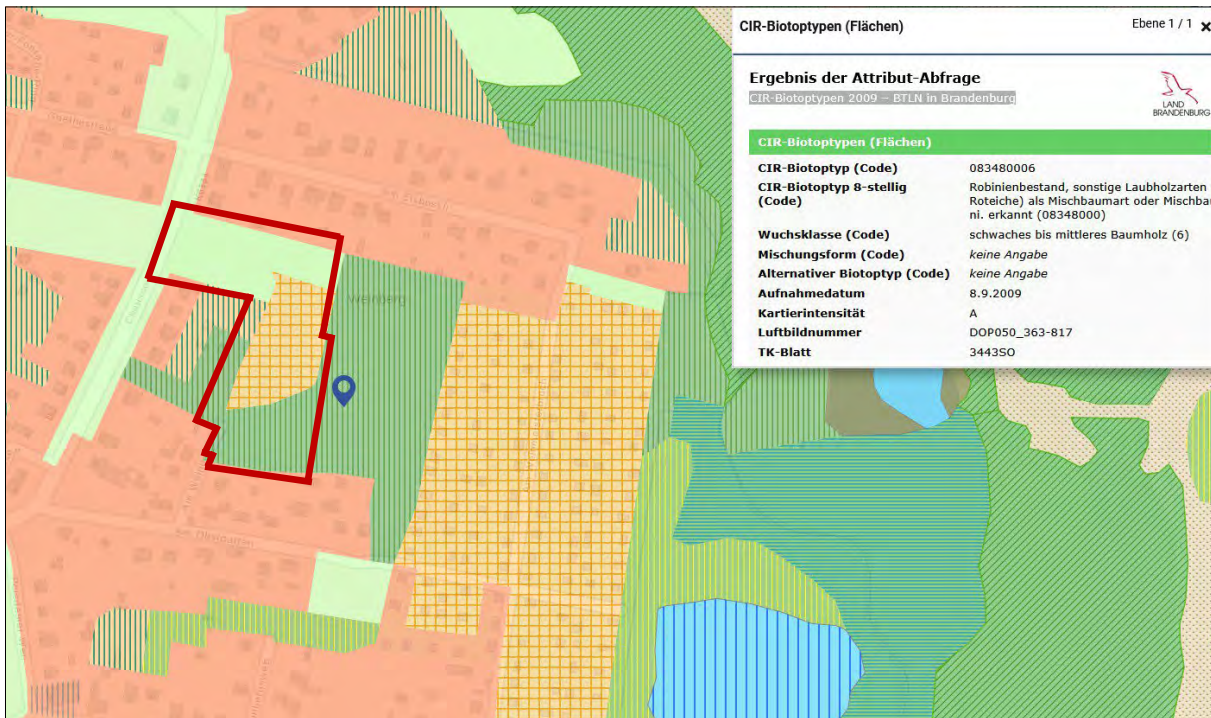 CIR-Biotoptypen (Flächen)
Ebene 1 / 1
Ergebnis der Attribut-Abfrage
CIR-Biotoptypen 2009 – BTLN in Brandenburg
LAND
BRANDENBURG
CIR-Biotoptypen (Flächen)
CIR-Biotoptyp (Code) 083480006
CIR-Biotoptyp 8-stellig Robinienbestand, sonstige Laubholzarten
(Code) Roteiche) als Mischbaumart oder Mischba
ni. erkannt (08348000)
Wuchsklasse (Code) schwaches bis mittleres Baumholz (6)
Mischungsform (Code) keine Angabe
Alternativer Biotoptyp (Code) keine Angabe
Aufnahmedatum 8.9.2009
Kartierintensität A
Luftbildnummer DOP050_363-817
TK-Blatt 3443SO
Weinberg